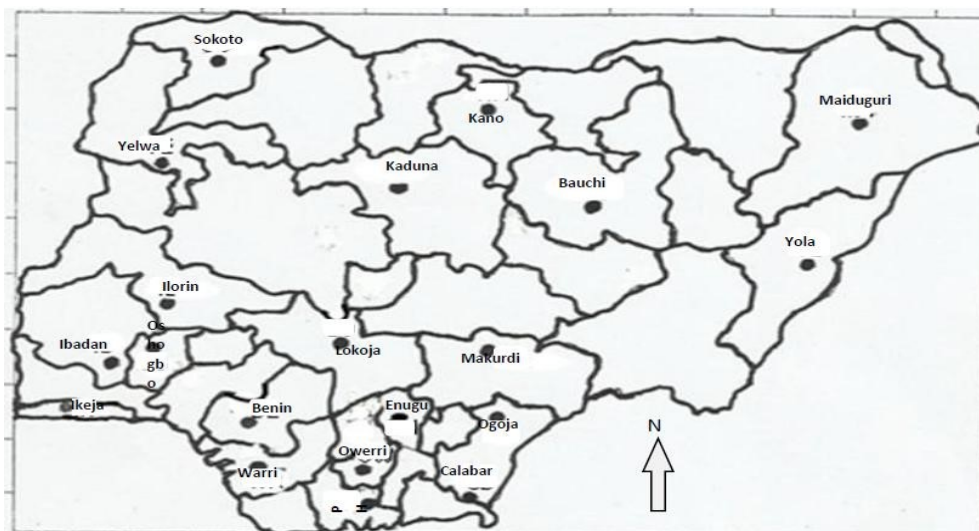 Sokoto
Maiduguri
Kano
Yelwa
Kaduna
Bauchi
Yola
Ilorin
Os
ho
gb
o
Ibadan
Lokoja
Makurdi
Ikeja
Benin
Enugu
Ogoja
N
Owerri
Warri
Calabar
P
H